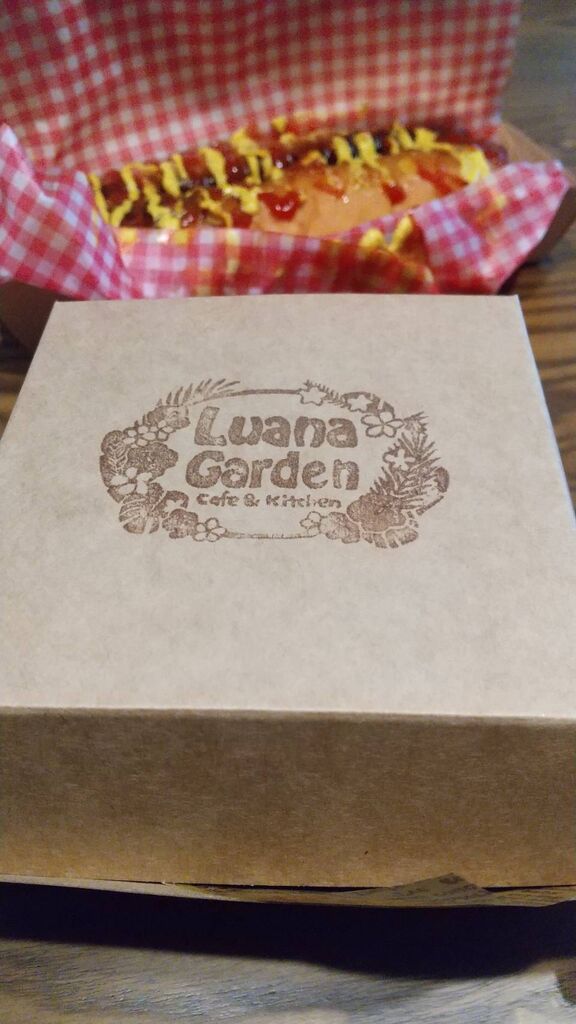 Luana
Garden
Cafe & Kitchen